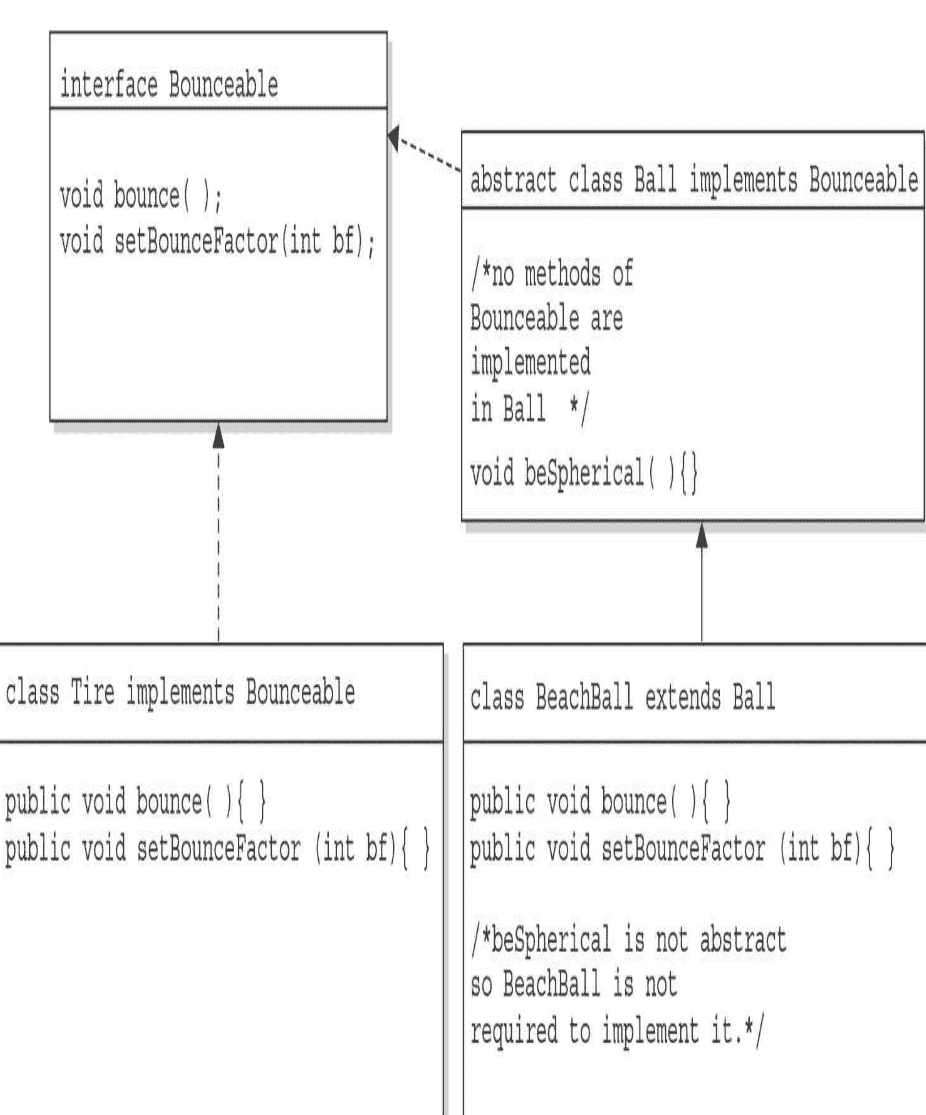 interface Bounceable
void bounce( );
void setBounceFactor(int bf);
abstract class Ball implements Bounceable
/*no methods of
Bounceable are
implemented
in Ball */
void beSpherical( ){}
class Tire implements Bounceable
public void bounce( ){ }
public void setBounceFactor (int bf){ }
class BeachBall extends Ball
public void bounce( ){ }
public void setBounceFactor (int bf){ }
/*beSpherical is not abstract
so BeachBall is not
required to implement it.*/